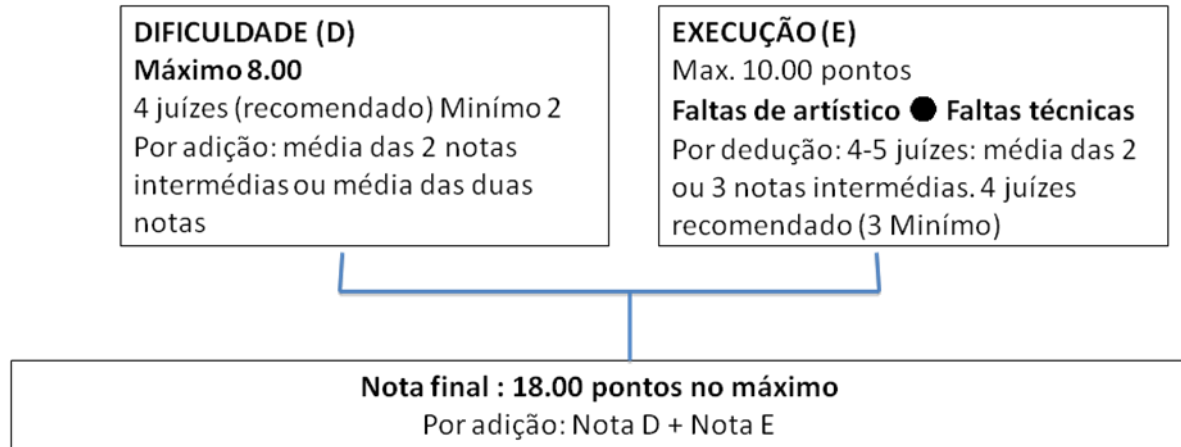 DIFICULDADE (D)
Máximo 8.00
4 juízes (recomendado) Minímo 2
Por adição: média das 2 notas
intermédias ou média das duas
notas
EXECUÇÃO (E)
Max. 10.00 pontos
Faltas de artístico ● Faltas técnicas
Por dedução: 4-5 juízes: média das 2
ou 3 notas intermédias. 4 juízes
recomendado (3 Minímo)
Nota final : 18.00 pontos no máximo
Por adição: Nota D + Nota E